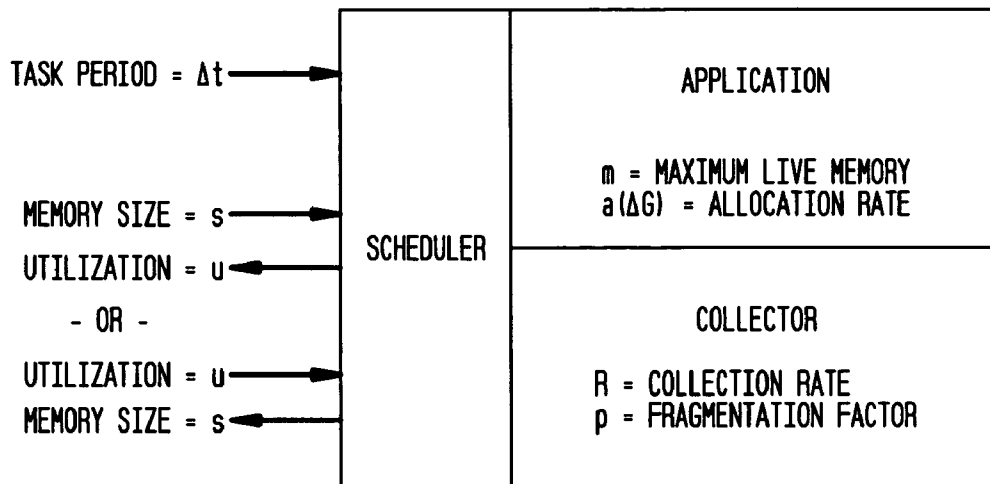 TASK PERIOD = Δt
MEMORY SIZE = s
UTILIZATION = u
- OR -
UTILIZATION = u
MEMORY SIZE = s
SCHEDULER
APPLICATION
m = MAXIMUM LIVE MEMORY
a(ΔG) = ALLOCATION RATE
COLLECTOR
R = COLLECTION RATE
p = FRAGMENTATION FACTOR